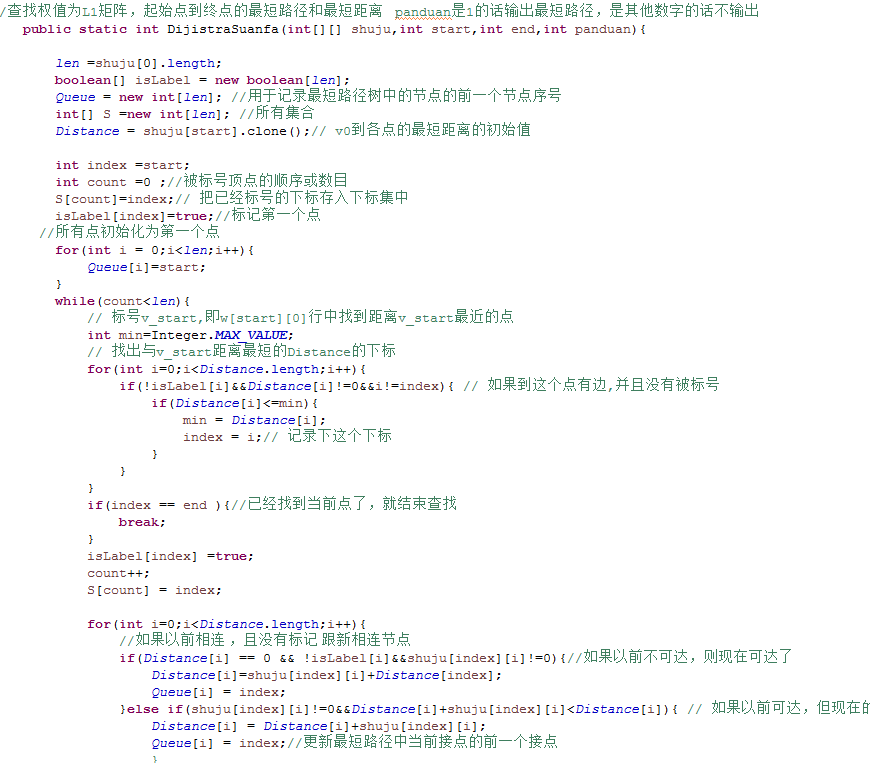 /查找权值为L1矩阵，起始点到终点的最短路径和最短距离  panduan是1的话输出最短路径，是其他数字的话不输出
public static int DijistraSuanfa(int[][] shuju,int start,int end,int panduan){
len =shuju[0].length;
boolean[] isLabel = new boolean[len];
Queue = new int[len]; //用于记录最短路径树中的节点的前一个节点序号
int[] S =new int[len]; //所有集合
Distance = shuju[start].clone();// v0到各点的最短距离的初始值
int index =start;
int count =0 ;//被标号顶点的顺序或数目
S[count]=index;// 把已经标号的下标存入下标集中
isLabel[index]=true;//标记第一个点
//所有点初始化为第一个点
for(int i = 0;i<len;i++){
Queue[i]=start;
}
while(count<len){
// 标号v_start,即w[start][0]行中找到距离v_start最近的点
int min=Integer.MAX_VALUE;
// 找出与v_start距离最短的Distance的下标
for(int i=0;i<Distance.length;i++){
if(!isLabel[i]&&Distance[i]!=0&&i!=index){ // 如果到这个点有边,并且没有被标号
if(Distance[i]<=min){
min = Distance[i];
index = i;// 记录下这个下标
}
}
}
if(index == end ){//已经找到当前点了，就结束查找
break;
}
isLabel[index] =true;
count++;
S[count] = index;
for(int i=0;i<Distance.length;i++){
//如果以前相连 ，且没有标记 跟新相连节点
if(Distance[i] == 0 && !isLabel[i]&&shuju[index][i]!=0){//如果以前不可达，则现在可达了
Distance[i]=shuju[index][i]+Distance[index];
Queue[i] = index;
}else if(shuju[index][i]!=0&&Distance[i]+shuju[index][i]<Distance[i]){ // 如果以前可达，但现在的
Distance[i] = Distance[i]+shuju[index][i];
Queue[i] = index;//更新最短路径中当前接点的前一个接点
}